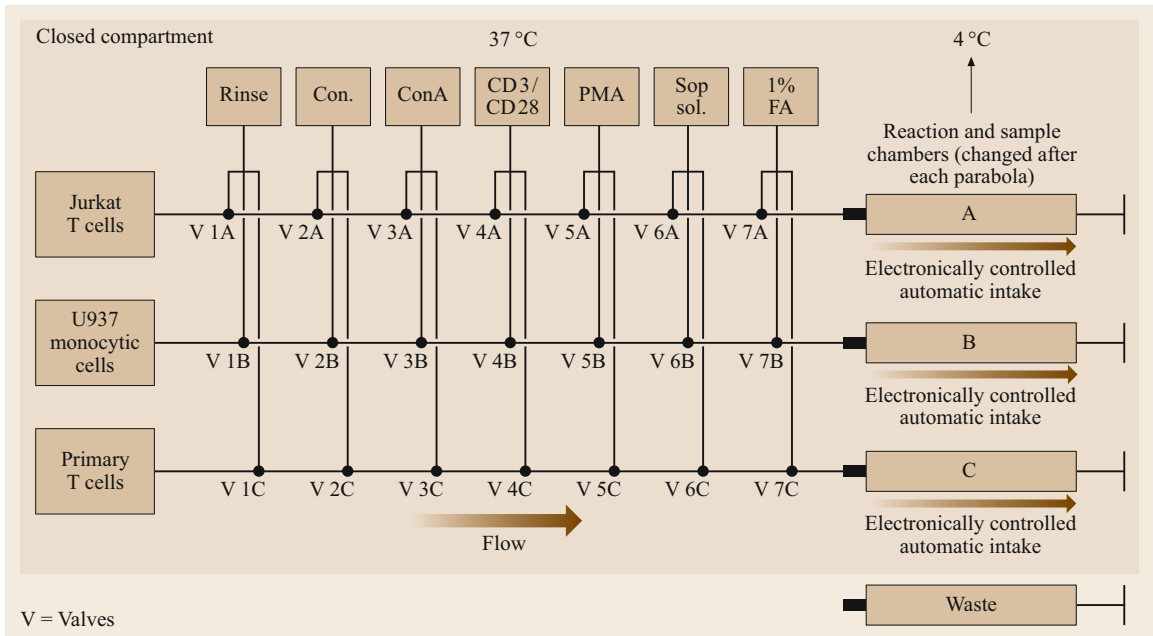 Closed compartment
37 °C
4 °C
Rinse
Con.
ConA
CD3/
CD28
PMA
Sop
sol.
1%
FA
Reaction and sample
chambers (changed after
each parabola)
Jurkat
T cells
V 1A
V 2A
V 3A
V 4A
V 5A
V 6A
V 7A
A
Electronically controlled
automatic intake
U937
monocytic
cells
V 1B
V 2B
V 3B
V 4B
V 5B
V 6B
V 7B
B
Electronically controlled
automatic intake
Primary
T cells
V 1C
V 2C
V 3C
V 4C
V 5C
V 6C
V 7C
C
Electronically controlled
automatic intake
Flow
Waste
V = Valves